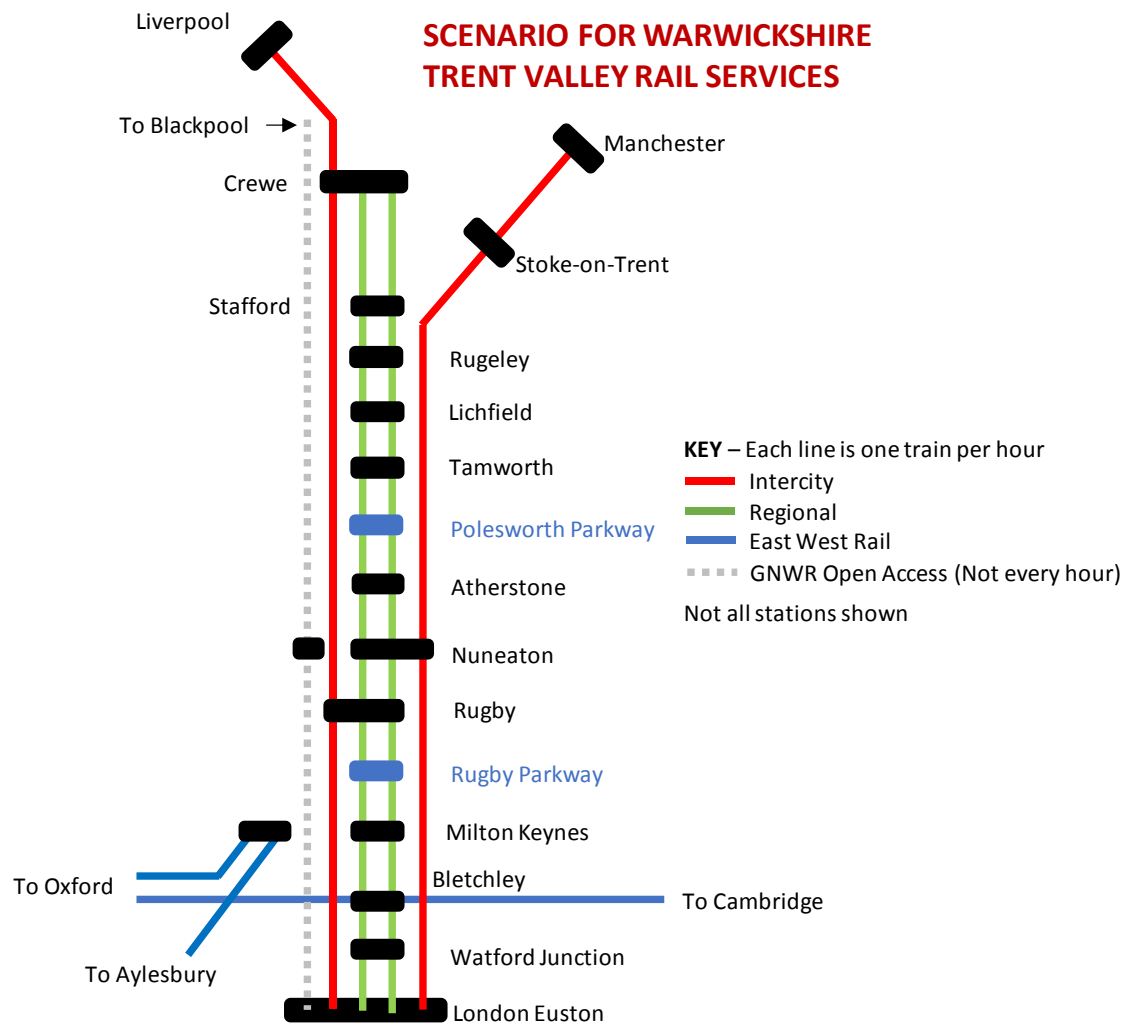 Liverpool
SCENARIO FOR WARWICKSHIRE
TRENT VALLEY RAIL SERVICES
To Blackpool
Manchester
Crewe
Stoke-on-Trent
Stafford
Rugeley
Lichfield
KEY – Each line is one train per hour
Tamworth
Intercity
Regional
Polesworth Parkway
East West Rail
GNWR Open Access (Not every hour)
Atherstone
Not all stations shown
Nuneaton
Rugby
Rugby Parkway
Milton Keynes
Bletchley
To Oxford
To Cambridge
Watford Junction
To Aylesbury
London Euston